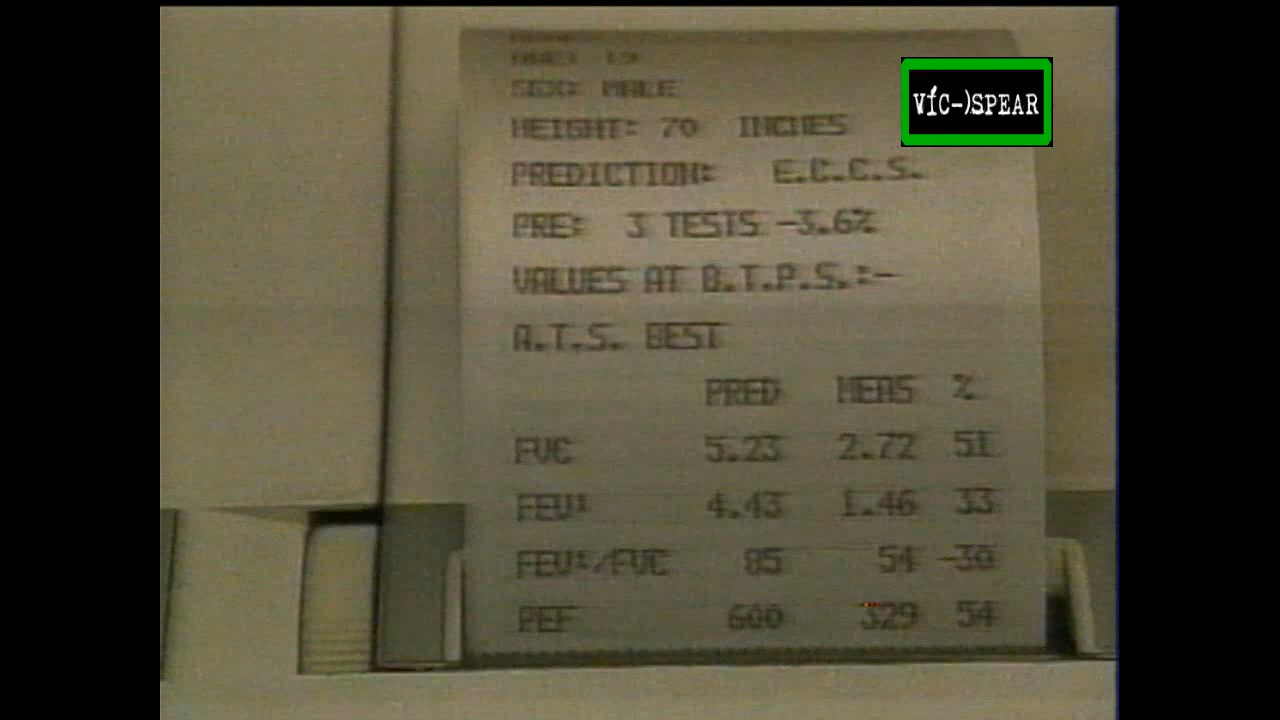 SEX: MALE
HEIGHT: 70 INCHES
PREDICTION: E.C.C.S.
PRE: 3 TESTS -3.6%
VALUES AT B.T.P.S.:-
A.T.S. BEST
PRED MEAS %
FVC 5.23 2.72 51
FEV¹ 4.43 1.46 33
FEV¹/FVC 85 54 -30
PEF 600 329 54
VíC-)SPEAR